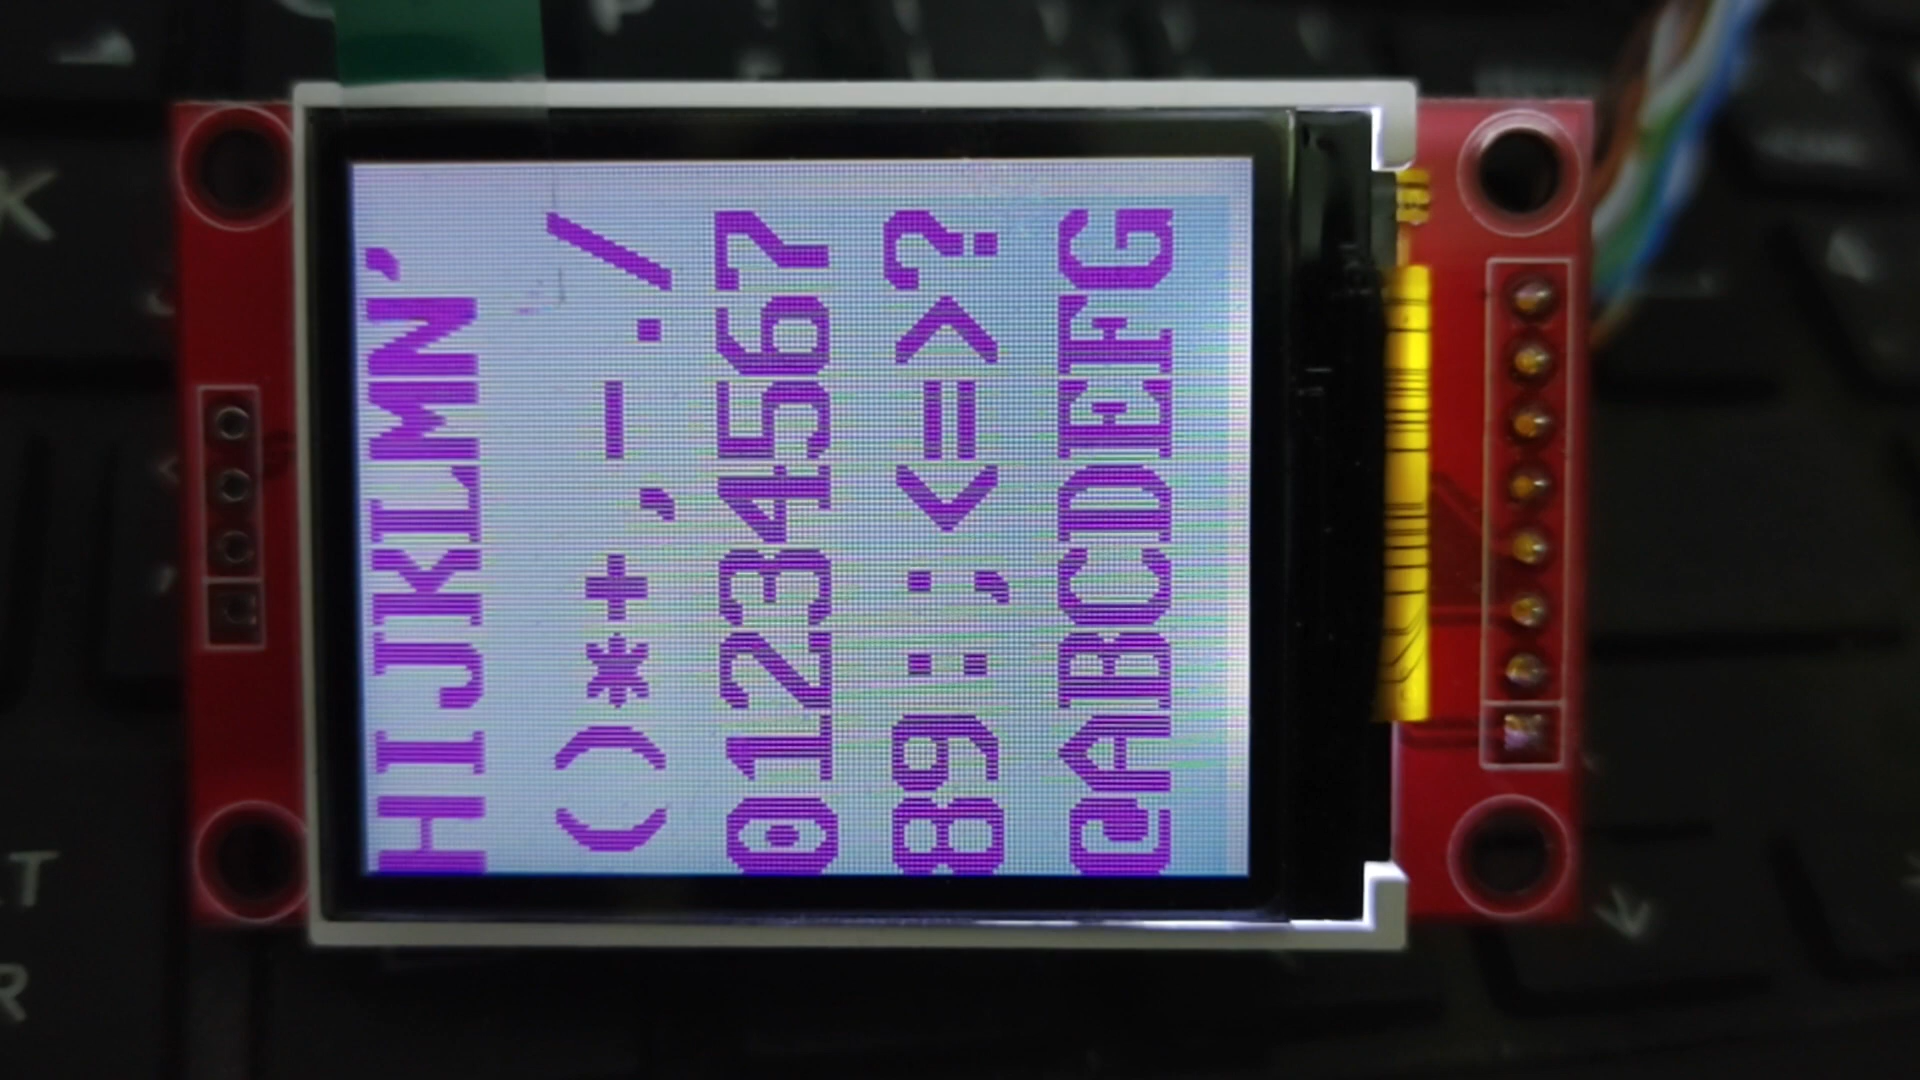 HIJKLMN'
()*+,-./
01234567
89:;<=>?
@ABCDEFG
K